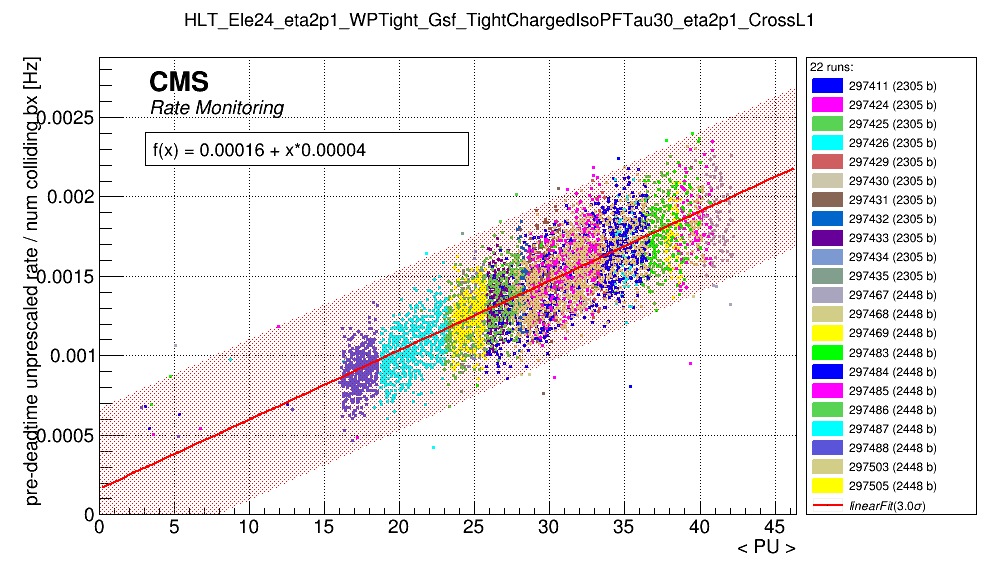 HLT_Ele24_eta2p1_WPTight_Gsf_TightChargedIsoPFTau30_eta2p1_CrossL1
CMS
Rate Monitoring
f(x) = 0.00016 + x*0.00004
pre-deadtime unprescaled rate / num colliding bx [Hz]
0.0025
0.002
0.0015
0.001
0.0005
0
0 5 10 15 20 25 30 35 40 45
< PU >
22 runs:
297411 (2305 b)
297424 (2305 b)
297425 (2305 b)
297426 (2305 b)
297429 (2305 b)
297430 (2305 b)
297431 (2305 b)
297432 (2305 b)
297433 (2305 b)
297434 (2305 b)
297435 (2305 b)
297467 (2448 b)
297468 (2448 b)
297469 (2448 b)
297483 (2448 b)
297484 (2448 b)
297485 (2448 b)
297486 (2448 b)
297487 (2448 b)
297488 (2448 b)
297503 (2448 b)
297505 (2448 b)
linearFit(3.0σ)